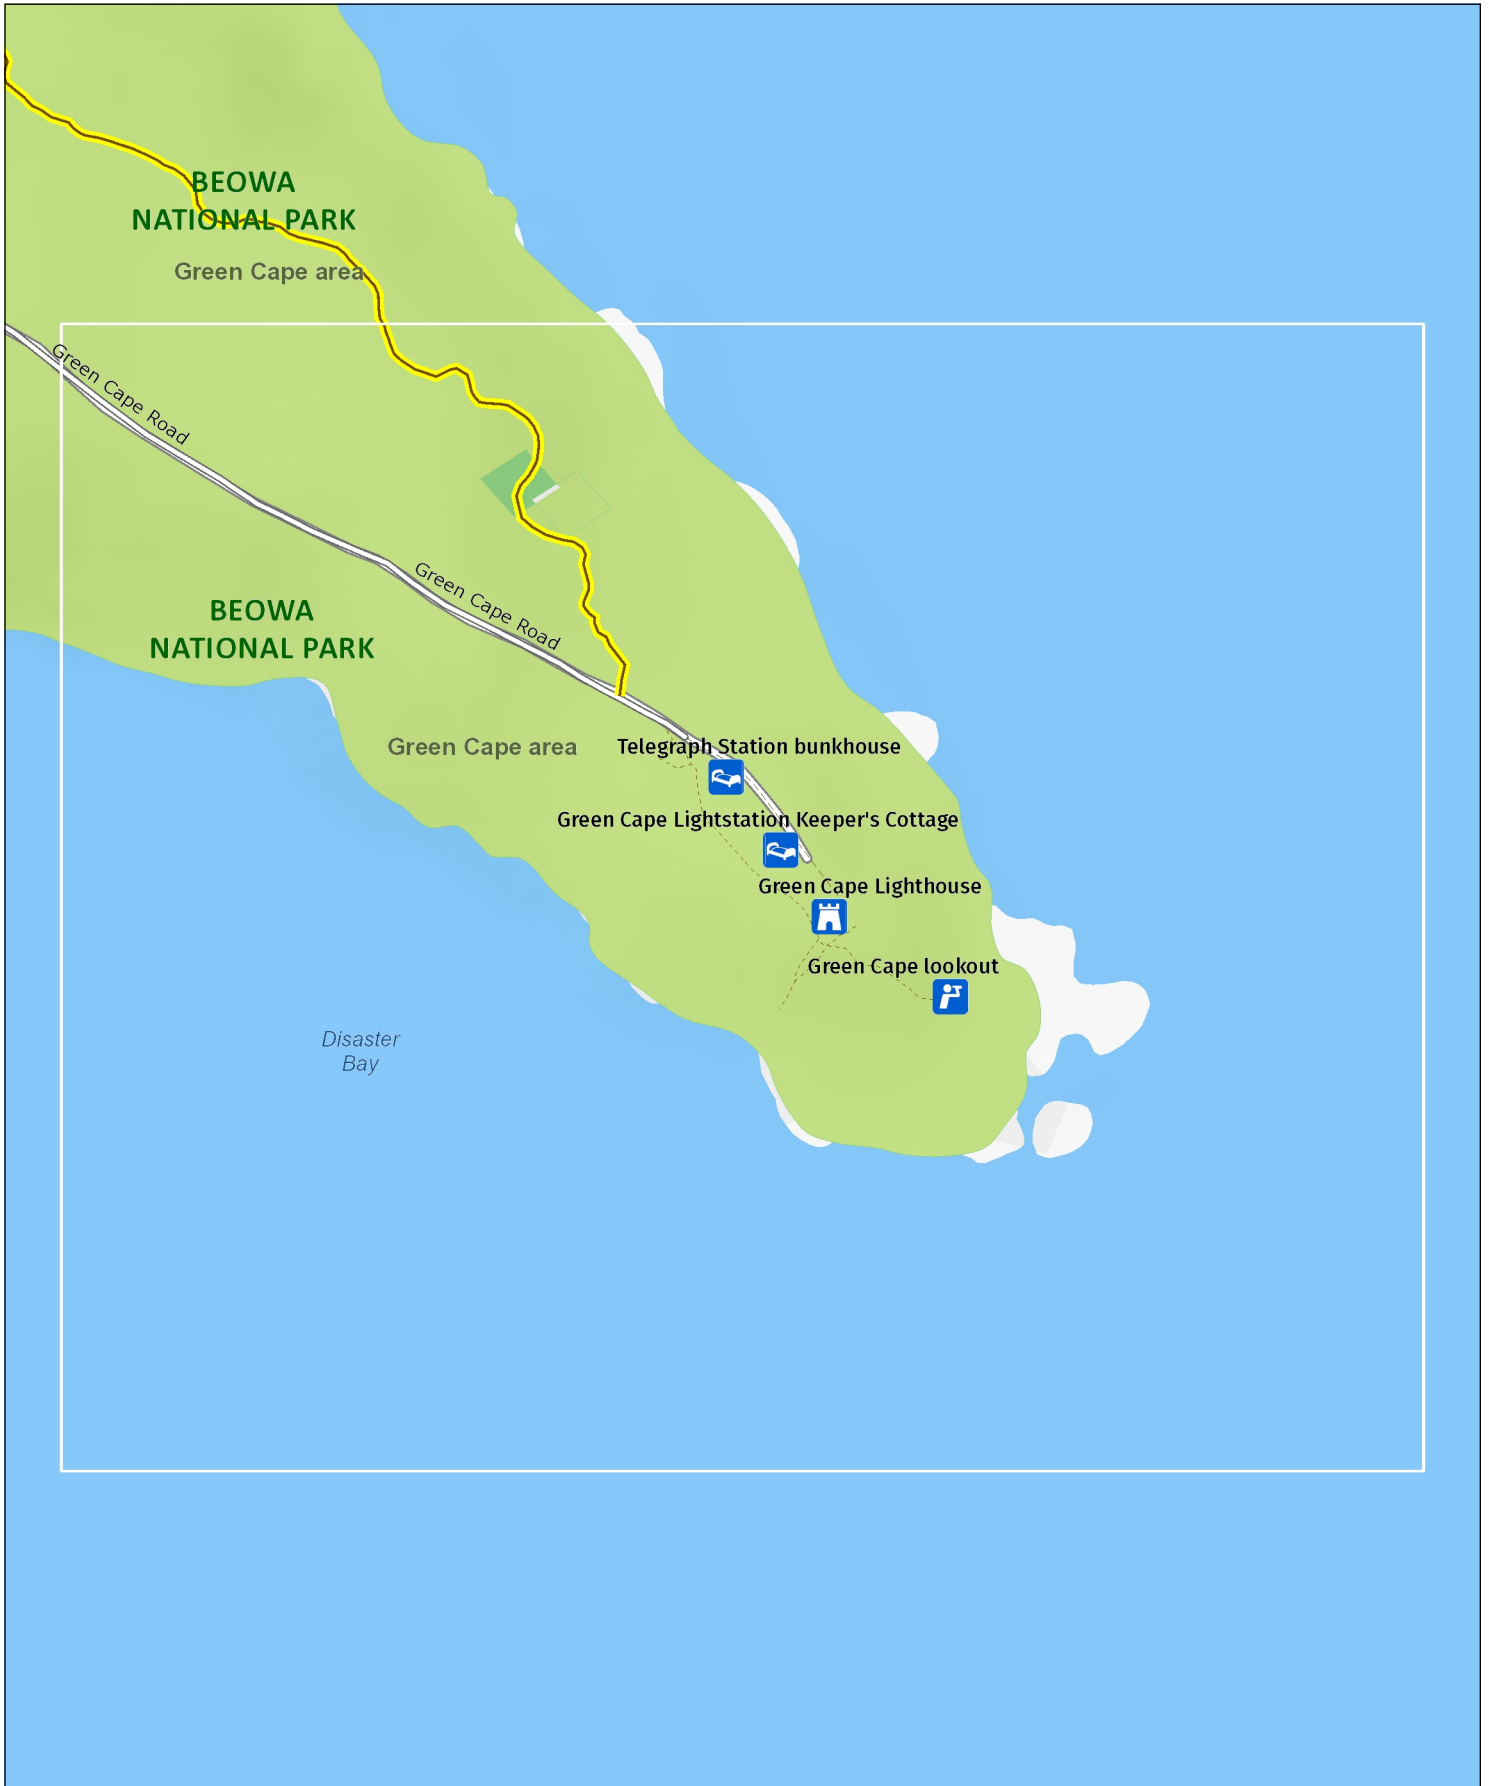 BEOWA
NATIONAL PARK
Green Cape area
Green Cape Road
Green Cape Road
BEOWA
NATIONAL PARK
Green Cape area
Telegraph Station bunkhouse
Green Cape Lightstation Keeper's Cottage
Green Cape Lighthouse
Green Cape lookout
Disaster
Bay